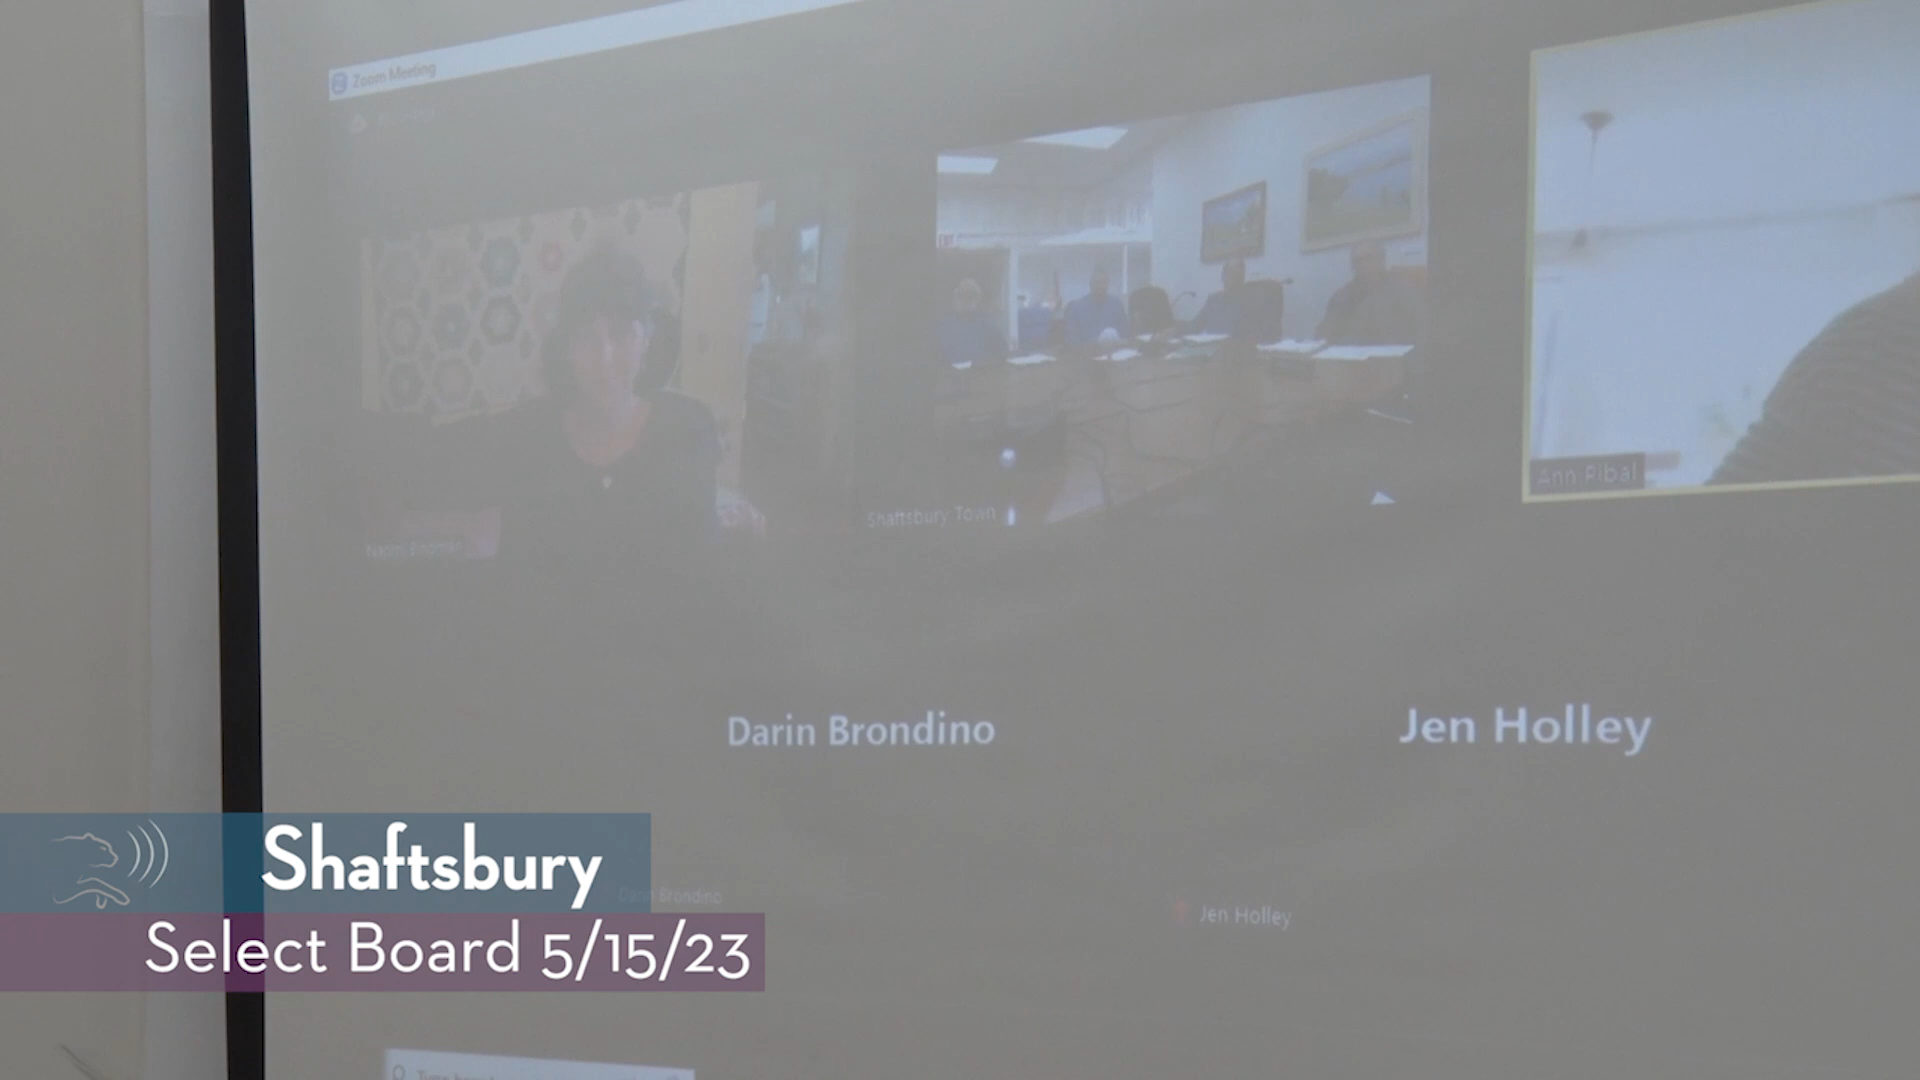 Zoom Meeting
Ann Ribal
Shaftsbury Town
Darin Brondino
Jen Holley
Darin Brondino
Jen Holley
Shaftsbury
Select Board 5/15/23